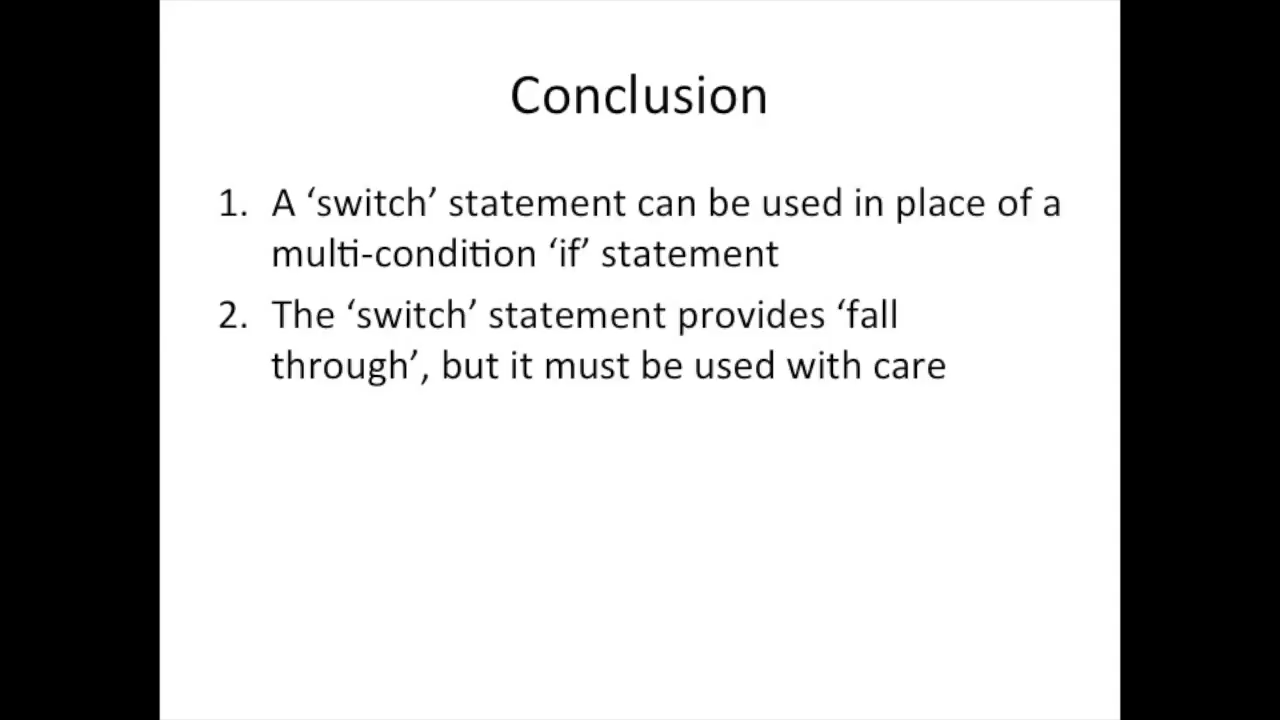 Conclusion
1. A ‘switch’ statement can be used in place of a
multi-condition ‘if’ statement
2. The ‘switch’ statement provides ‘fall
through’, but it must be used with care